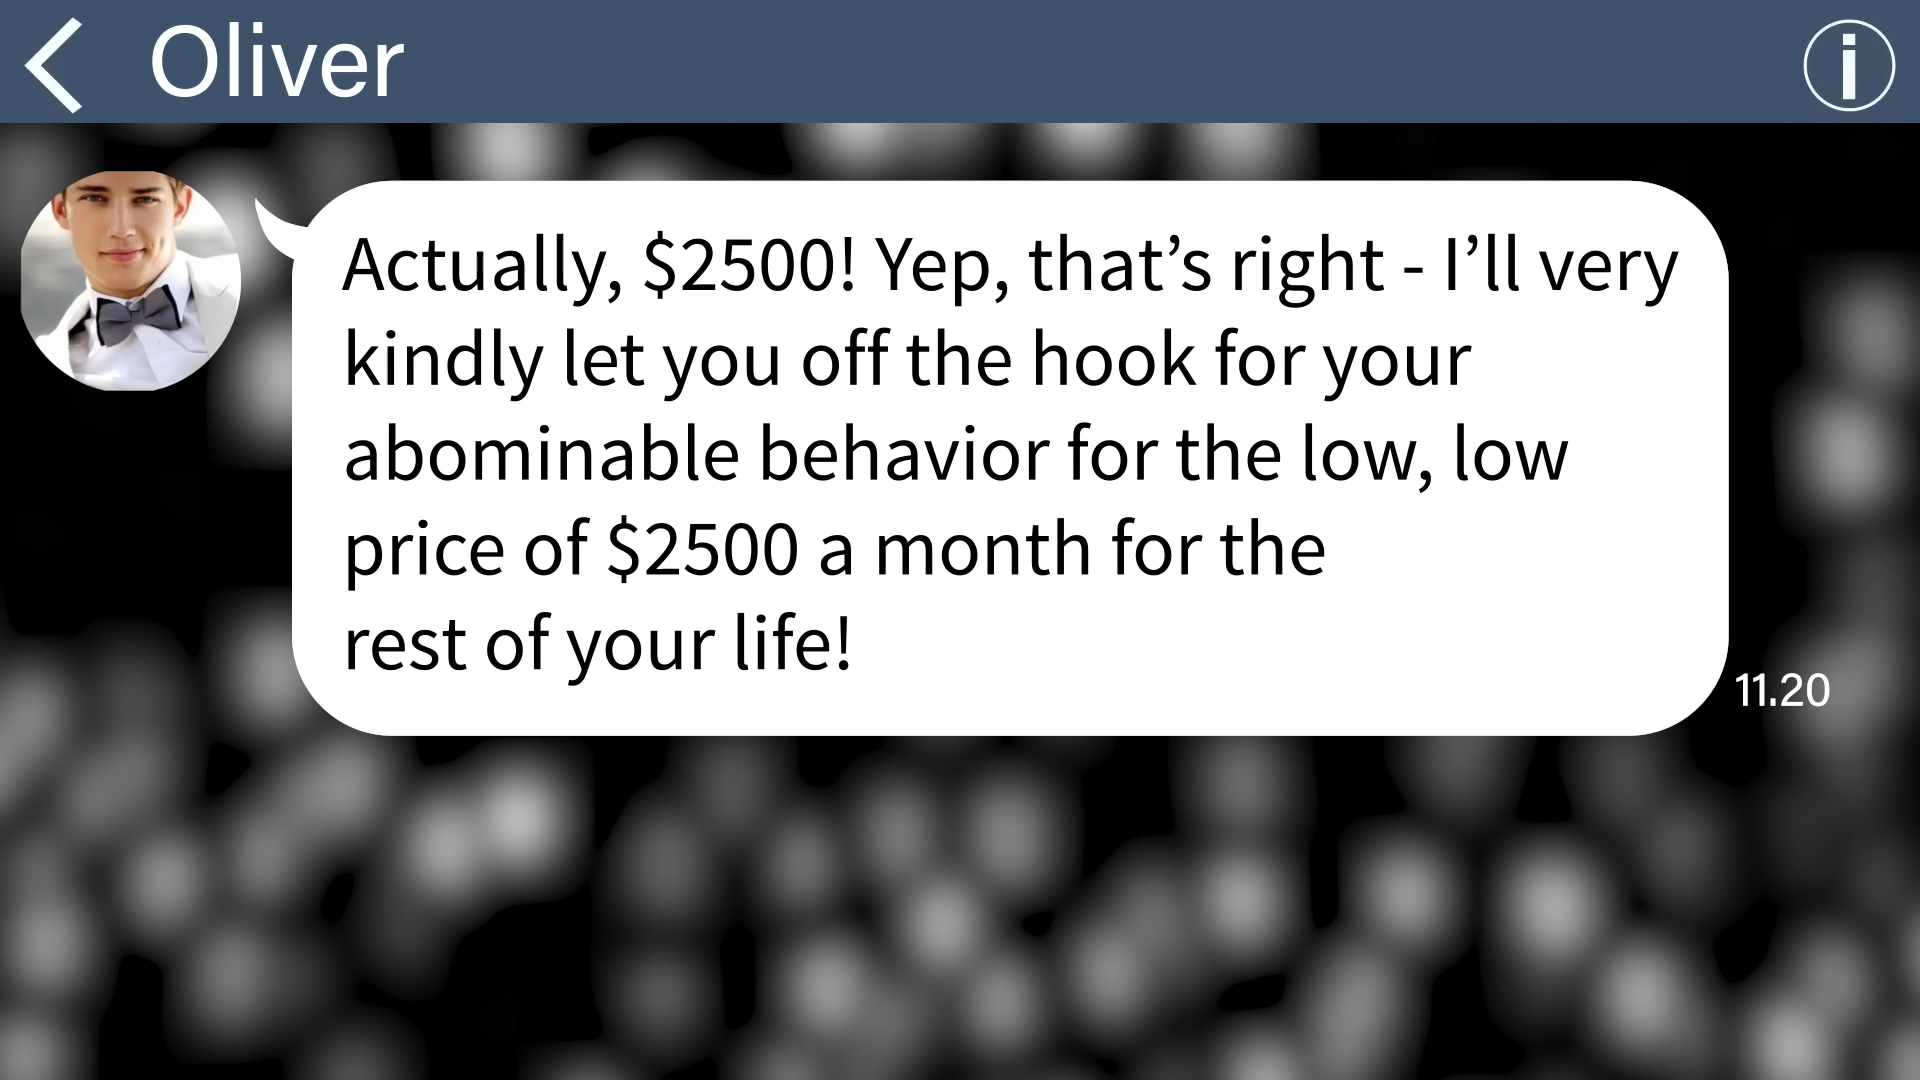 Oliver
Actually, $2500! Yep, that’s right - I’ll very
kindly let you off the hook for your
abominable behavior for the low, low
price of $2500 a month for the
rest of your life!
11.20